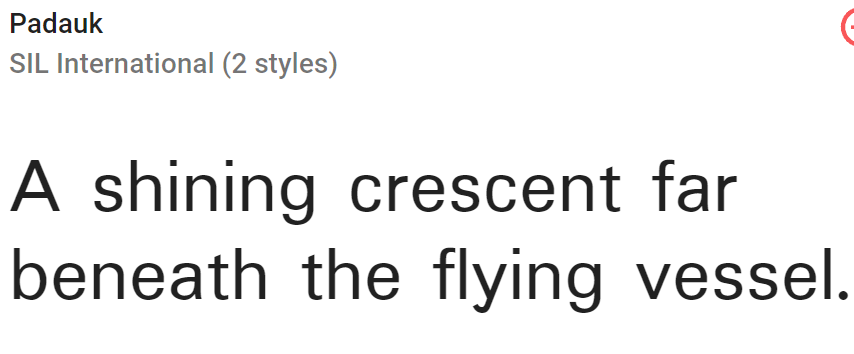 Padauk
SIL International (2 styles)
A shining crescent far
beneath the flying vessel.